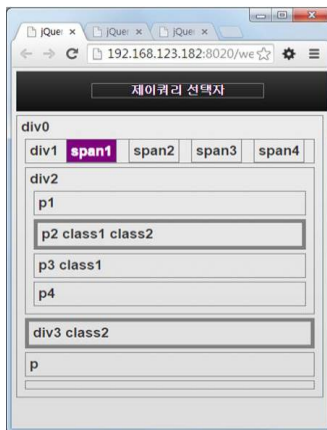 jQuer
jQuer
jQuer
192.168.123.182:8020/we
제이쿼리 선택자
div0
div1 span1 span2 span3 span4
div2
p1
p2 class1 class2
p3 class1
p4
div3 class2
p